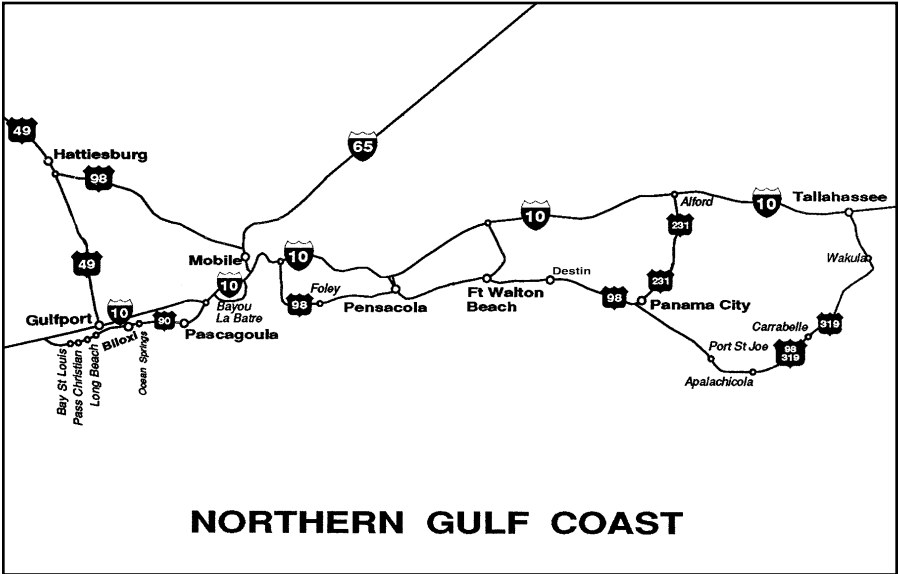 49
Hattiesburg
98
65
49
Mobile
10
10
Bayou
La Batre
98
Foley
Pensacola
10
Gulfport
Biloxi
90
Pascagoula
Bay St Louis
Pass Christian
Long Beach
Ocean Springs
10
Ft Walton
Beach
Destin
98
Alford
231
231
Panama City
10
Tallahassee
Wakula
319
Carrabelle
98
319
Port St Joe
Apalachicola
NORTHERN GULF COAST